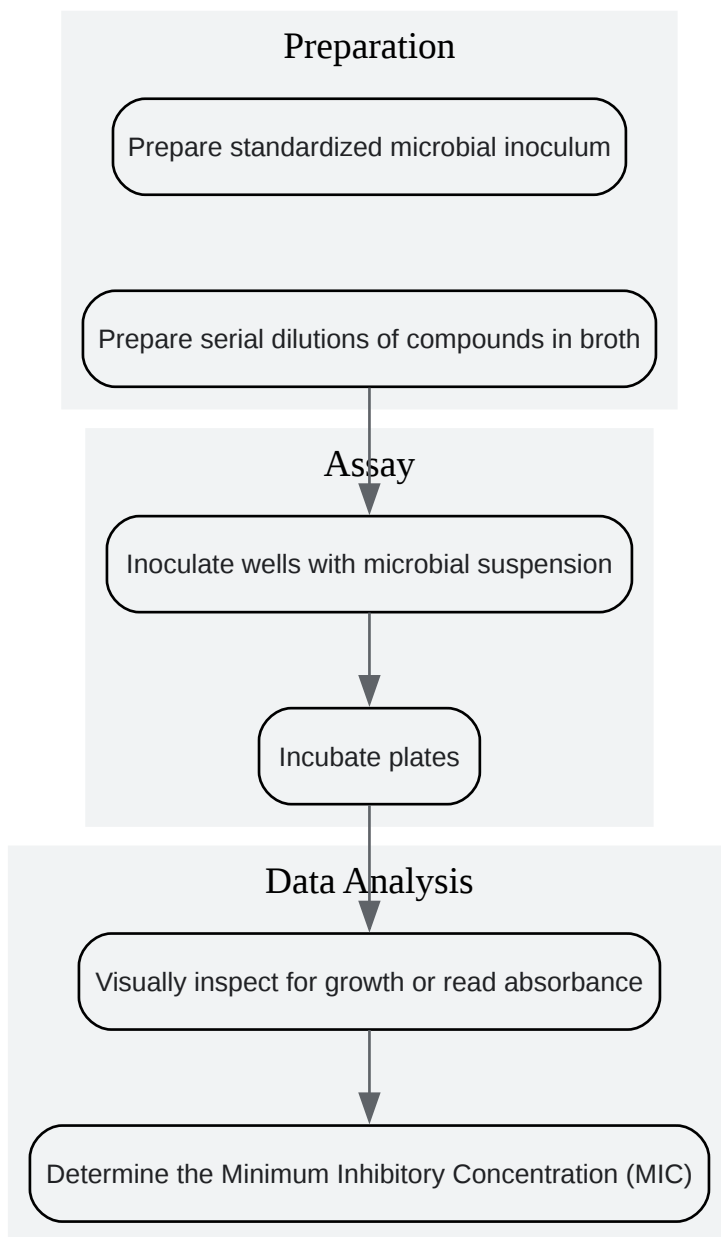 Preparation
Prepare standardized microbial inoculum
Prepare serial dilutions of compounds in broth
Assay
Inoculate wells with microbial suspension
Incubate plates
Data Analysis
Visually inspect for growth or read absorbance
Determine the Minimum Inhibitory Concentration (MIC)